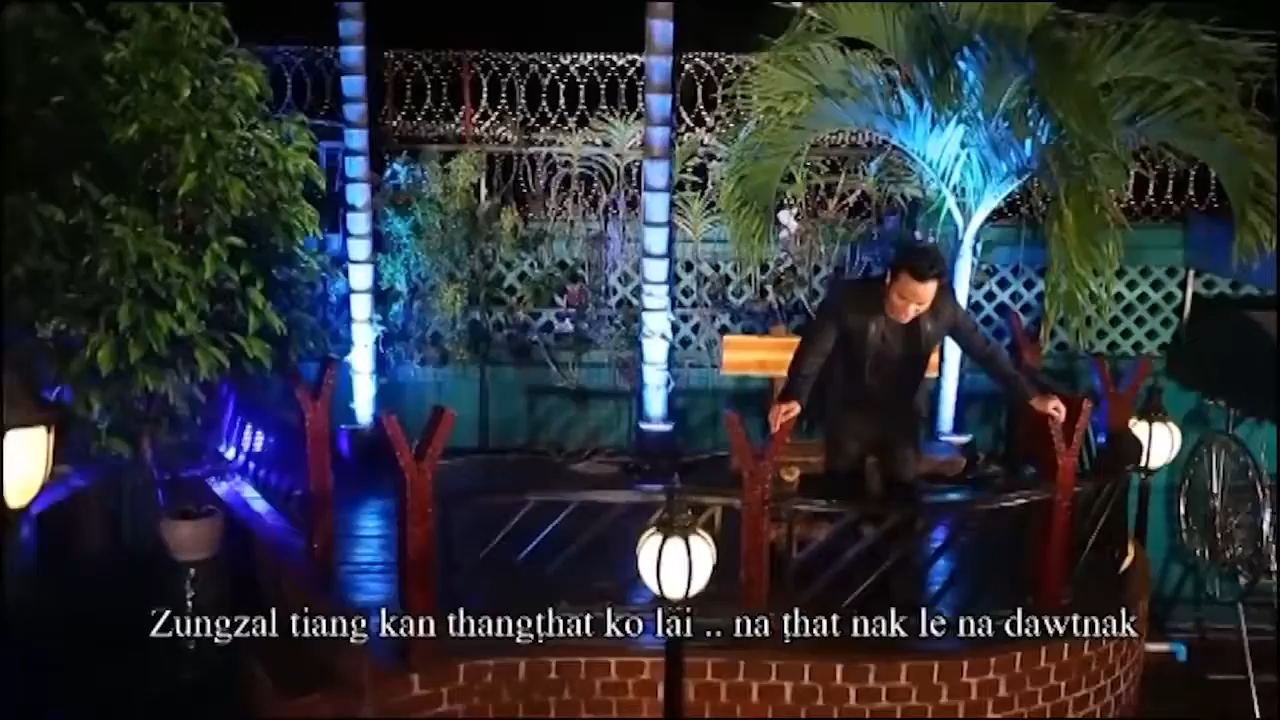 Zungzal tiang kan thangṭhat ko lai .. na ṭhat nak le na dawtnak